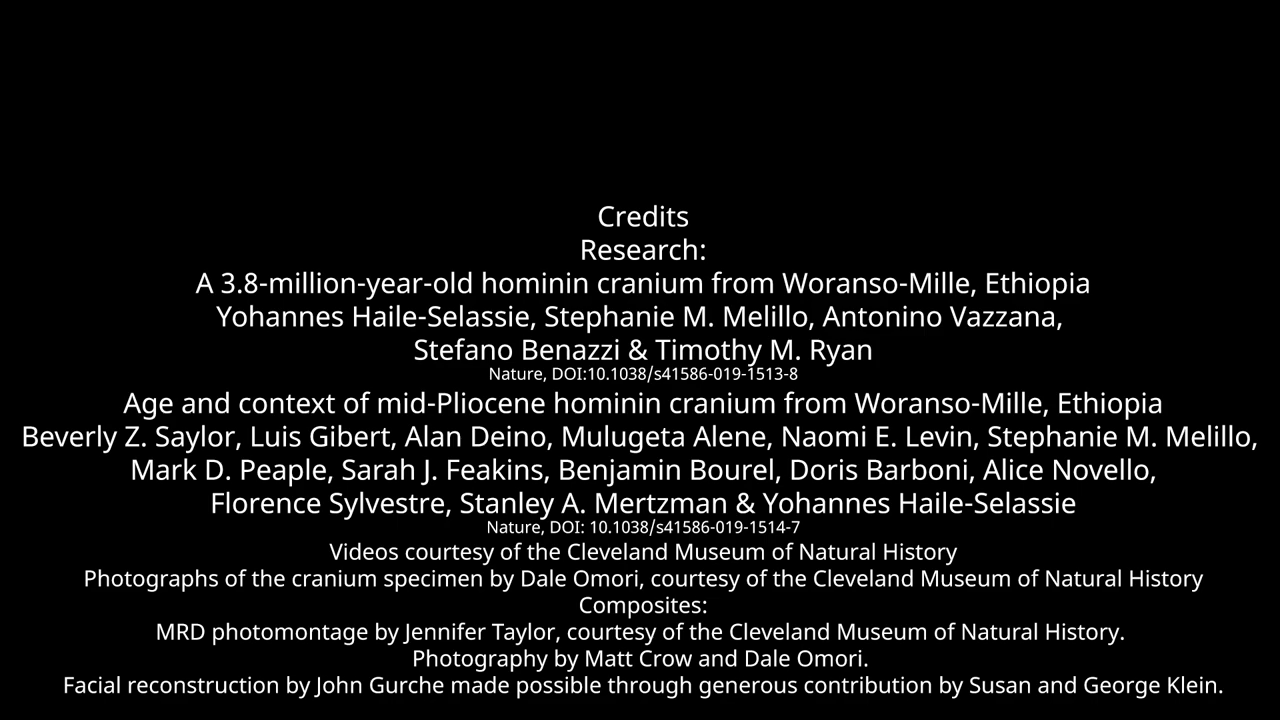 Credits
Research:
A 3.8-million-year-old hominin cranium from Woranso-Mille, Ethiopia
Yohannes Haile-Selassie, Stephanie M. Melillo, Antonino Vazzana,
Stefano Benazzi & Timothy M. Ryan
Nature, DOI:10.1038/s41586-019-1513-8
Age and context of mid-Pliocene hominin cranium from Woranso-Mille, Ethiopia
Beverly Z. Saylor, Luis Gibert, Alan Deino, Mulugeta Alene, Naomi E. Levin, Stephanie M. Melillo,
Mark D. Peaple, Sarah J. Feakins, Benjamin Bourel, Doris Barboni, Alice Novello,
Florence Sylvestre, Stanley A. Mertzman & Yohannes Haile-Selassie
Nature, DOI: 10.1038/s41586-019-1514-7
Videos courtesy of the Cleveland Museum of Natural History
Photographs of the cranium specimen by Dale Omori, courtesy of the Cleveland Museum of Natural History
Composites:
MRD photomontage by Jennifer Taylor, courtesy of the Cleveland Museum of Natural History.
Photography by Matt Crow and Dale Omori.
Facial reconstruction by John Gurche made possible through generous contribution by Susan and George Klein.